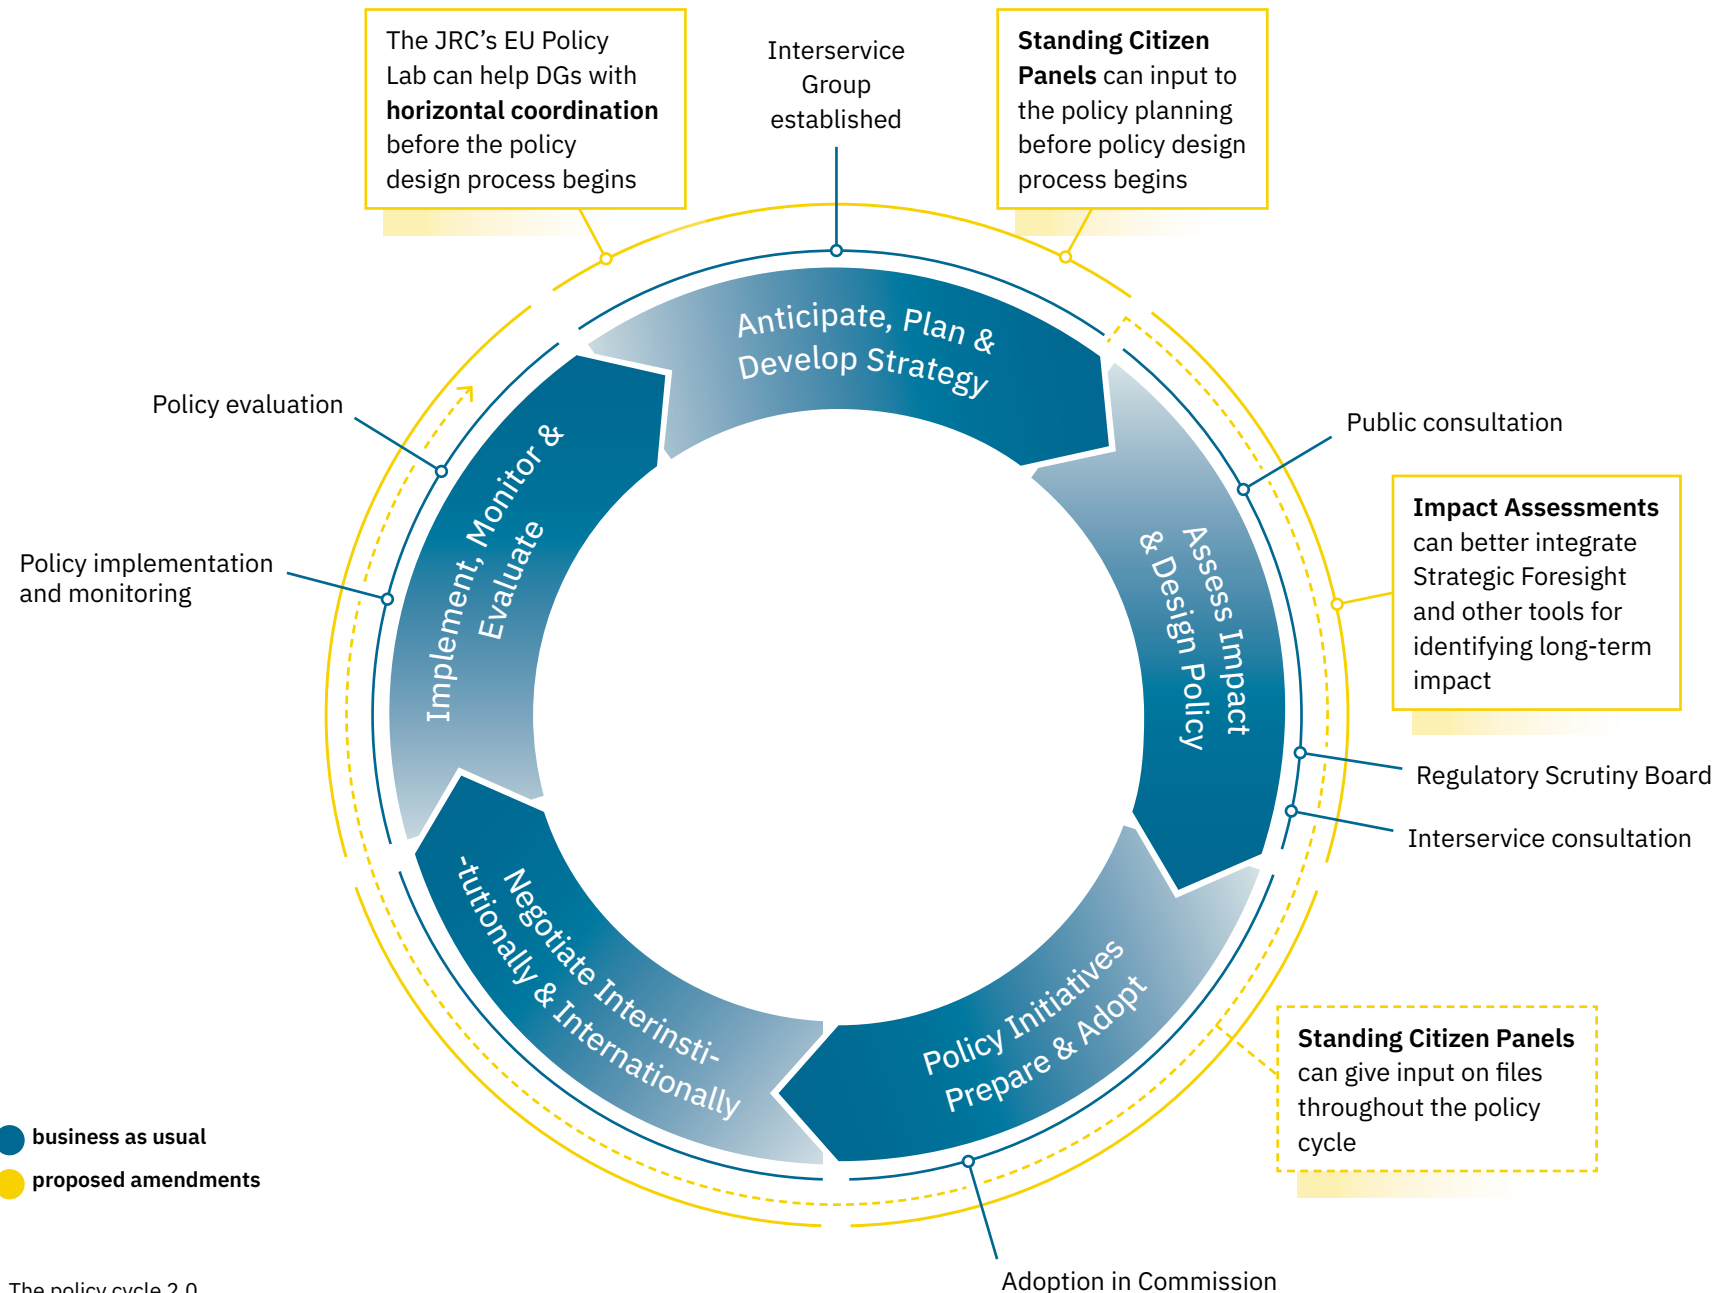 The JRC’s EU Policy
Lab can help DGs with
horizontal coordination
before the policy
design process begins
Interservice
Group
established
Standing Citizen
Panels can input to
the policy planning
before policy design
process begins
Anticipate, Plan &
Develop Strategy
Policy evaluation
Public consultation
Implement, Monitor &
Evaluate
Assess Impact
& Design Policy
Impact Assessments
can better integrate
Strategic Foresight
and other tools for
identifying long-term
impact
Policy implementation
and monitoring
Regulatory Scrutiny Board
Interservice consultation
Negotiate Interinsti-
-tutionally & Internationally
Policy Initiatives
Prepare & Adopt
Standing Citizen Panels
can give input on files
throughout the policy
cycle
business as usual
proposed amendments
Adoption in Commission
The policy cycle 2.0